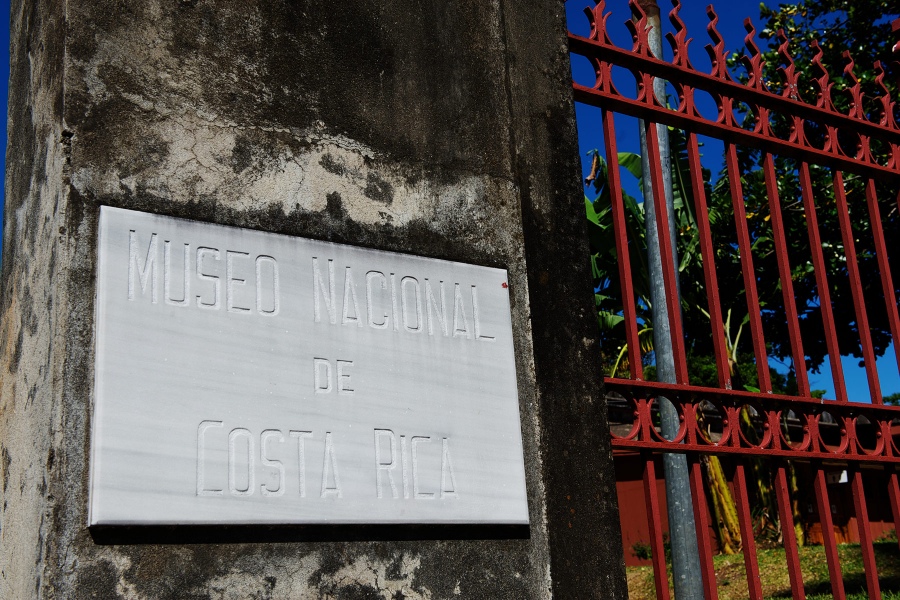 MUSEO NACIONAL
DE
COSTA RICA